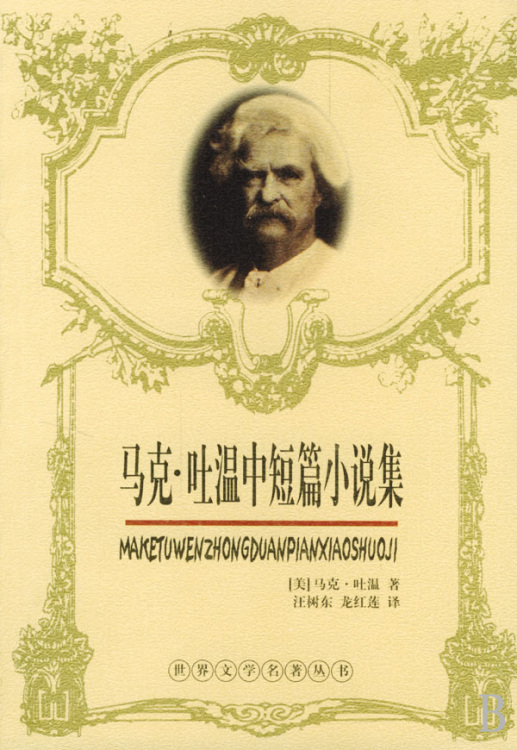 马克·吐温中短篇小说集
MAKETUWENZHONGDUANPIANXIAOSHUOJI
[美]马克·吐温 著
汪树东 龙红莲 译
世界文学名著丛书
B